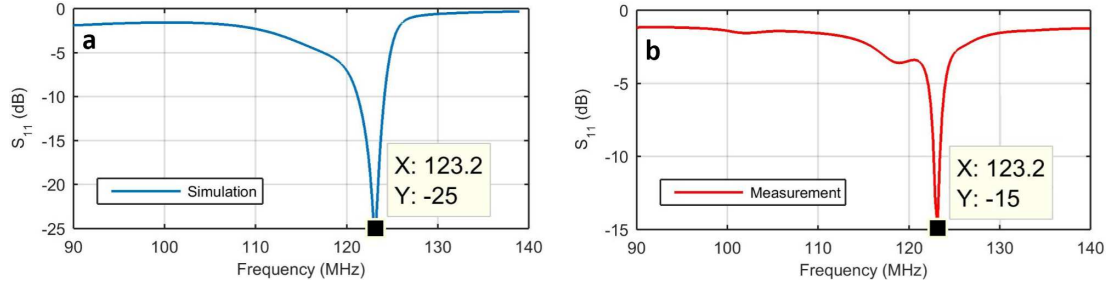 a
0
-5
-10
-15
-20
-25
S11 (dB)
Simulation
X: 123.2
Y: -25
90 100 110 120 130 140
Frequency (MHz)
b
0
-5
-10
-15
S11 (dB)
Measurement
X: 123.2
Y: -15
90 100 110 120 130 140
Frequency (MHz)